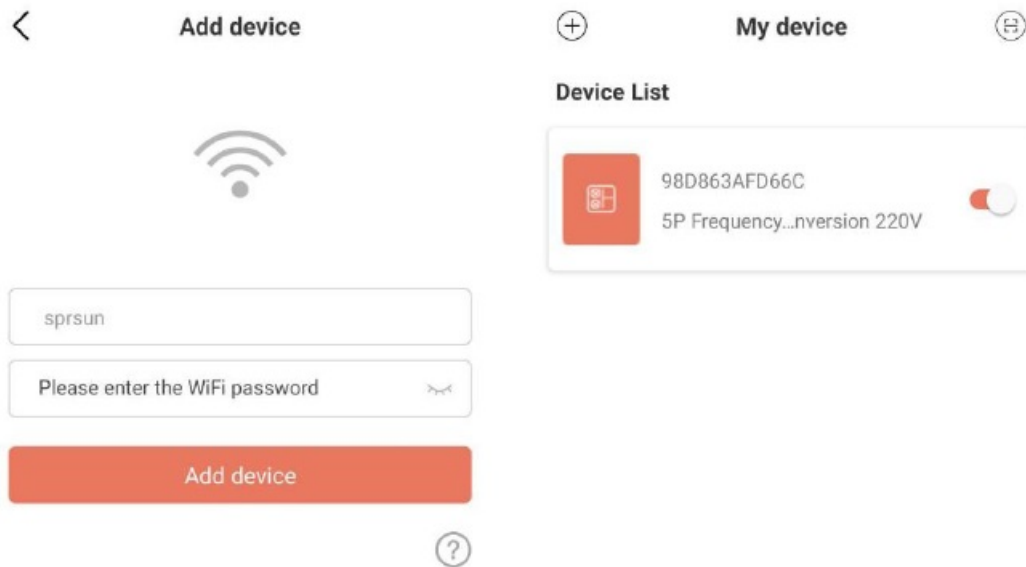 Add device
sprsun
Please enter the WiFi password
Add device
?
My device
Device List
98D863AFD66C
5P Frequency...nversion 220V